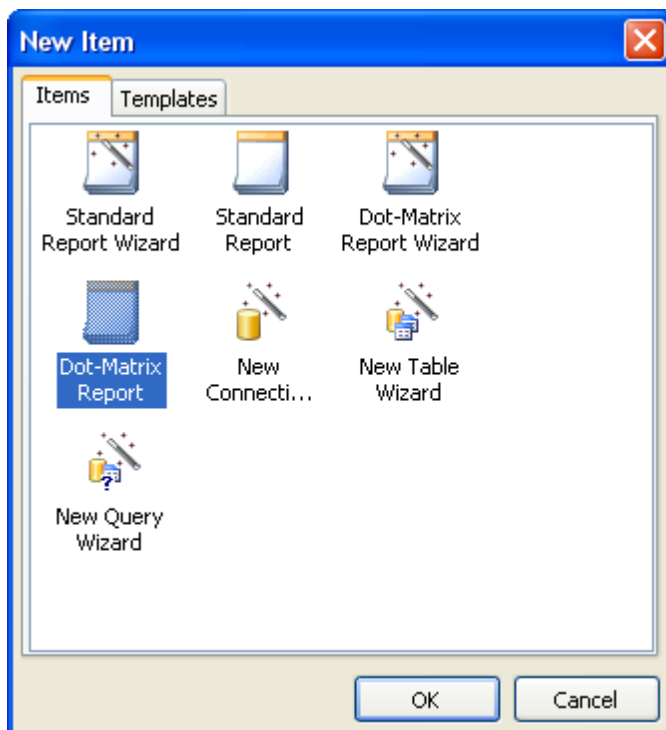 New Item
Items Templates
Standard Report Wizard
Standard Report
Dot-Matrix Report Wizard
Dot-Matrix Report
New Connecti...
New Table Wizard
New Query Wizard
OK Cancel